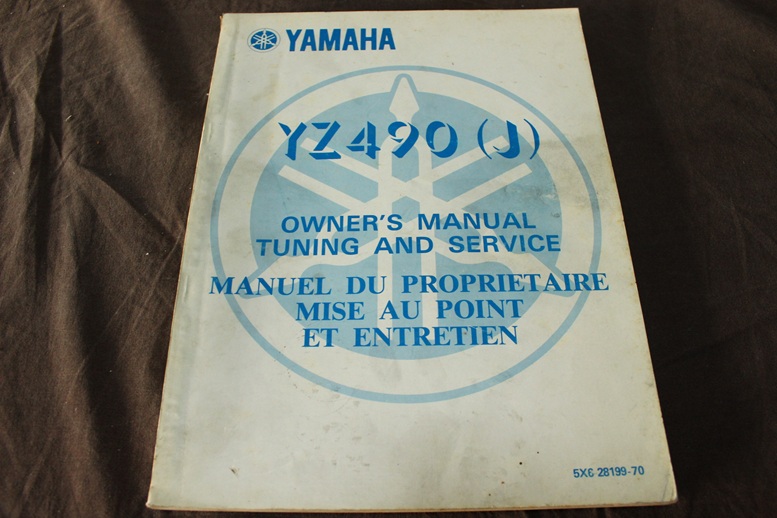 YAMAHA
YZ490 (J)
OWNER'S MANUAL
TUNING AND SERVICE
MANUEL DU PROPRIETAIRE
MISE AU POINT
ET ENTRETIEN
5X6-28199-70